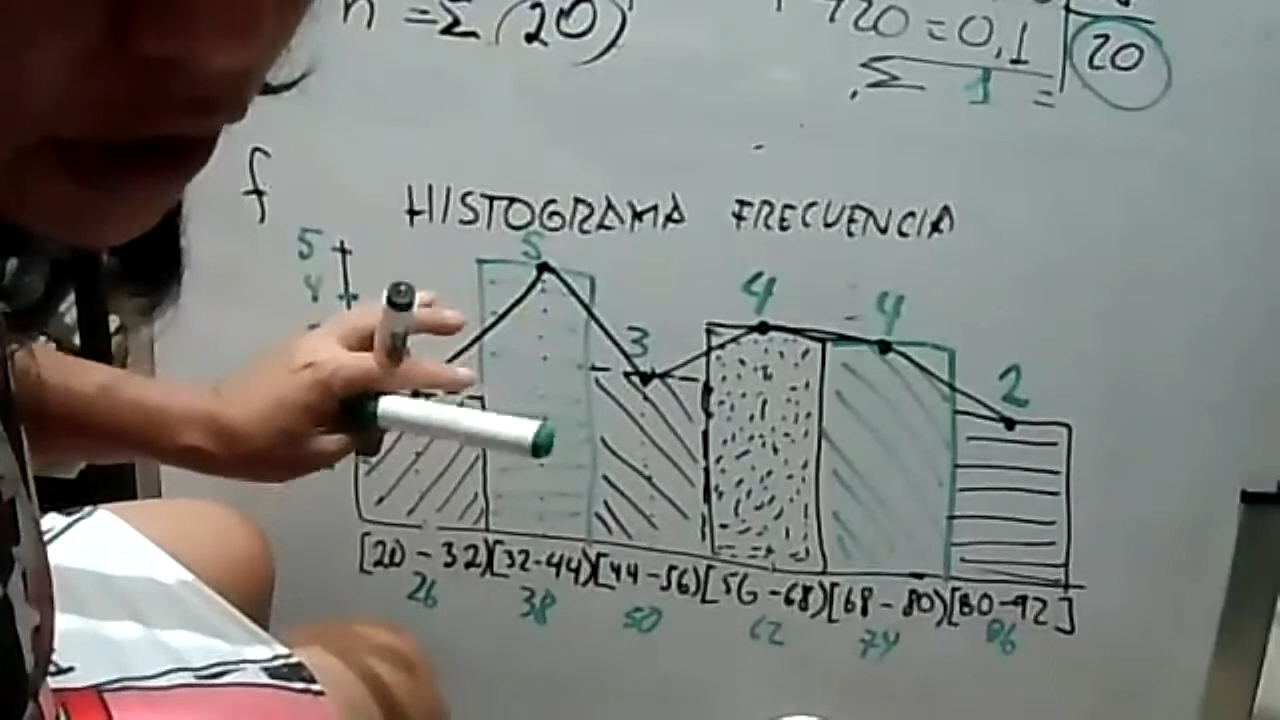 n = Σ (20)
20 = 0,1
Σ 1 =
20
f
HISTOGRAMA FRECUENCIA
5
4
5
3
4
4
2
[20 - 32)[32-44)[44-56)[56-68)[68-80)[80-92]
26 38 50 62 74 86